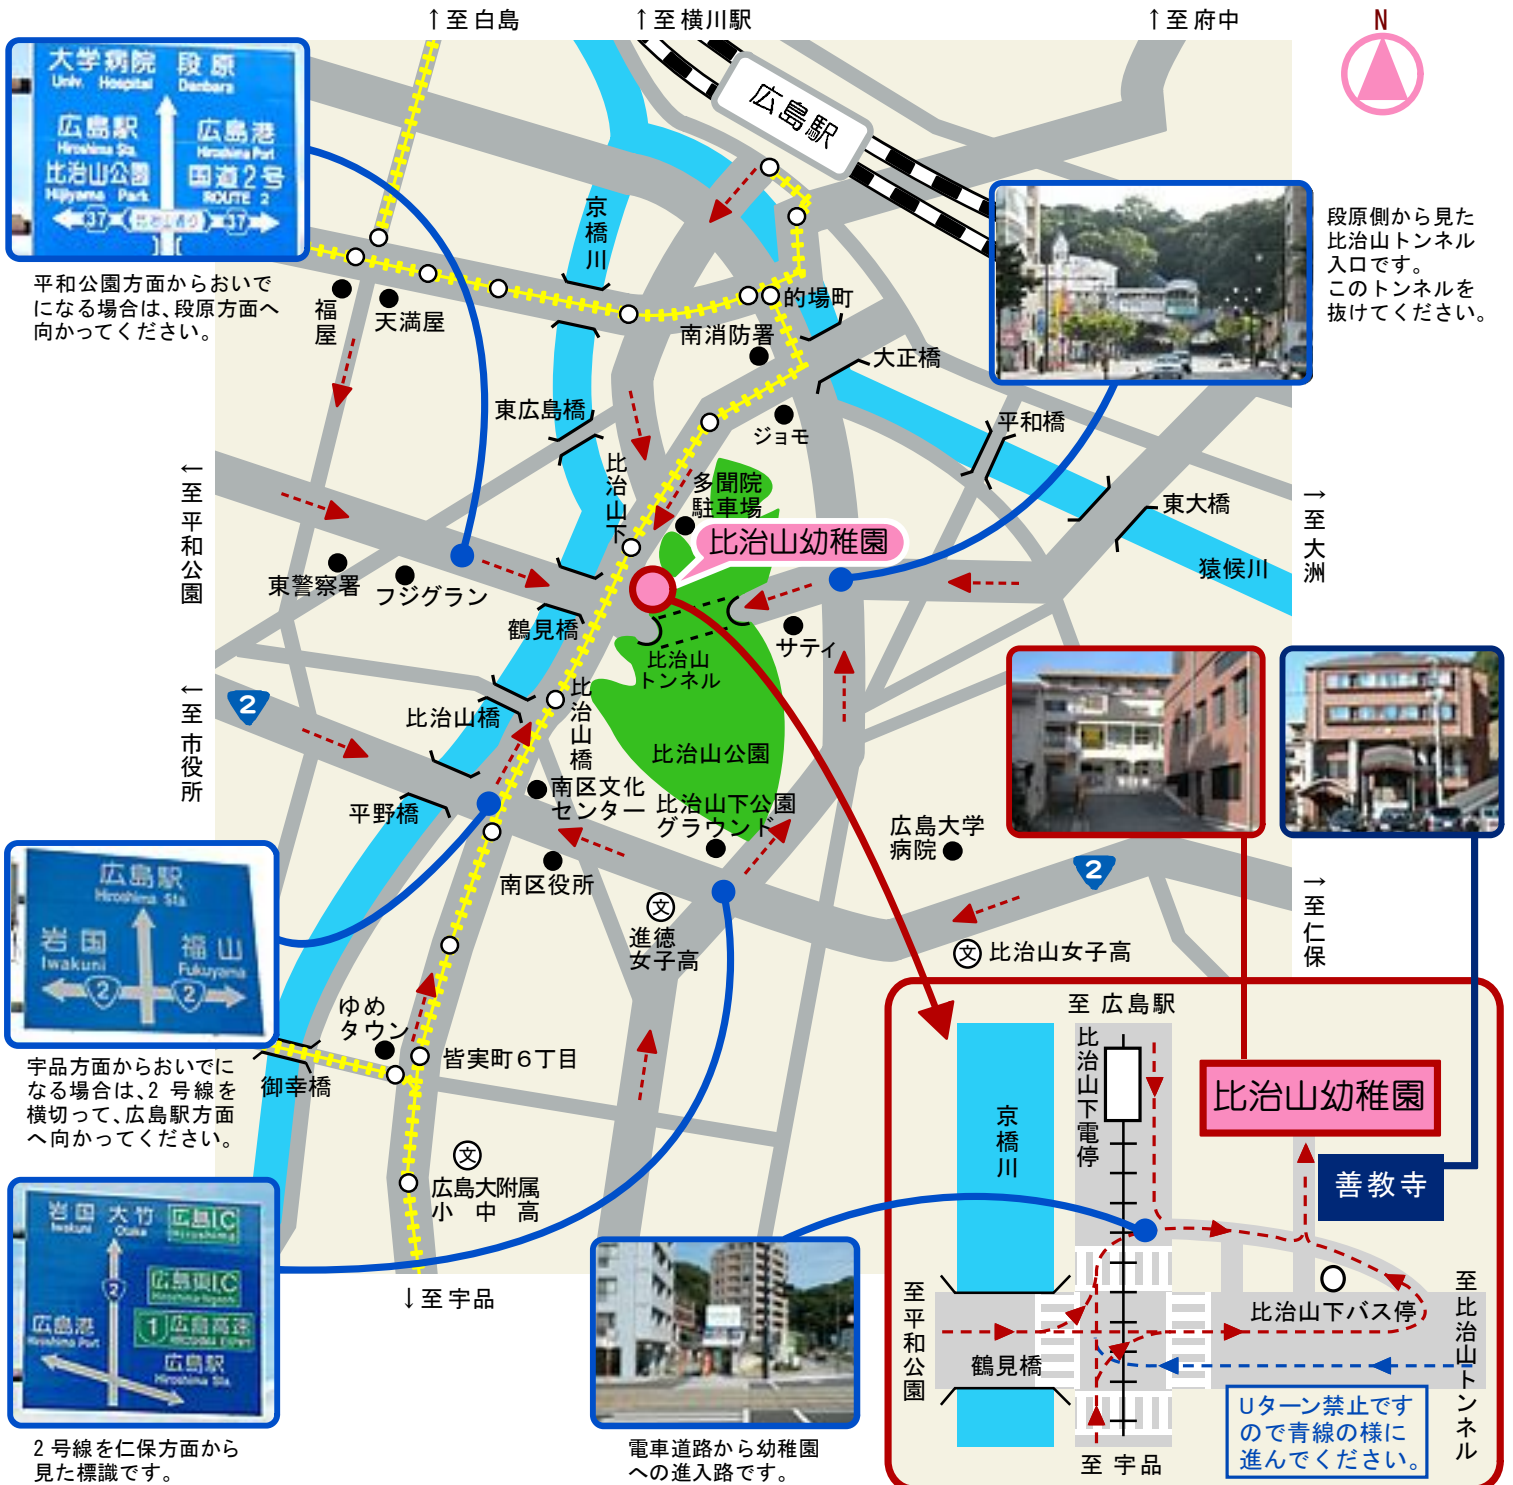 ↑至白島
↑至横川駅
↑至府中
N
大学病院 段原
Univ. Hospital Danbara
広島駅
Hiroshima Sta.
広島港
Hiroshima Port
比治山公園
Hijiyama Park
国道2号
ROUTE 2
37
37
平和公園方面からおいで
になる場合は、段原方面へ
向かってください。
広島駅
京橋川
福屋
天満屋
的場町
南消防署
大正橋
段原側から見た
比治山トンネル
入口です。
このトンネルを
抜けてください。
東広島橋
ジョモ
平和橋
比治山下
多聞院
駐車場
東大橋
←至平和公園
→至大洲
比治山幼稚園
猿候川
東警察署
フジグラン
鶴見橋
サティ
比治山
トンネル
←至市役所
2
比治山橋
比治山橋
比治山公園
平野橋
南区文化
センター
比治山下公園
グラウンド
広島大学
病院
2
南区役所
文
進徳
女子高
文
比治山女子高
→至仁保
広島駅
Hiroshima Sta.
岩国
Iwakuni
福山
Fukuyama
2
2
宇品方面からおいでに
なる場合は、2 号線を
横切って、広島駅方面
へ向かってください。
ゆめ
タウン
皆実町6丁目
御幸橋
文
広島大附属
小 中 高
↓至宇品
岩国 大竹
Iwakuni Otake
広島I.C
Hiroshima
2
広島東I.C
1 広島高速
広島港
Hiroshima Port
広島駅
Hiroshima Sta.
2 号線を仁保方面から
見た標識です。
電車道路から幼稚園
への進入路です。
至 広島駅
比治山下電停
京橋川
比治山幼稚園
善教寺
至平和公園
鶴見橋
比治山下バス停
至比治山トンネル
Uターン禁止です
ので青線の様に
進んでください。
至 宇品